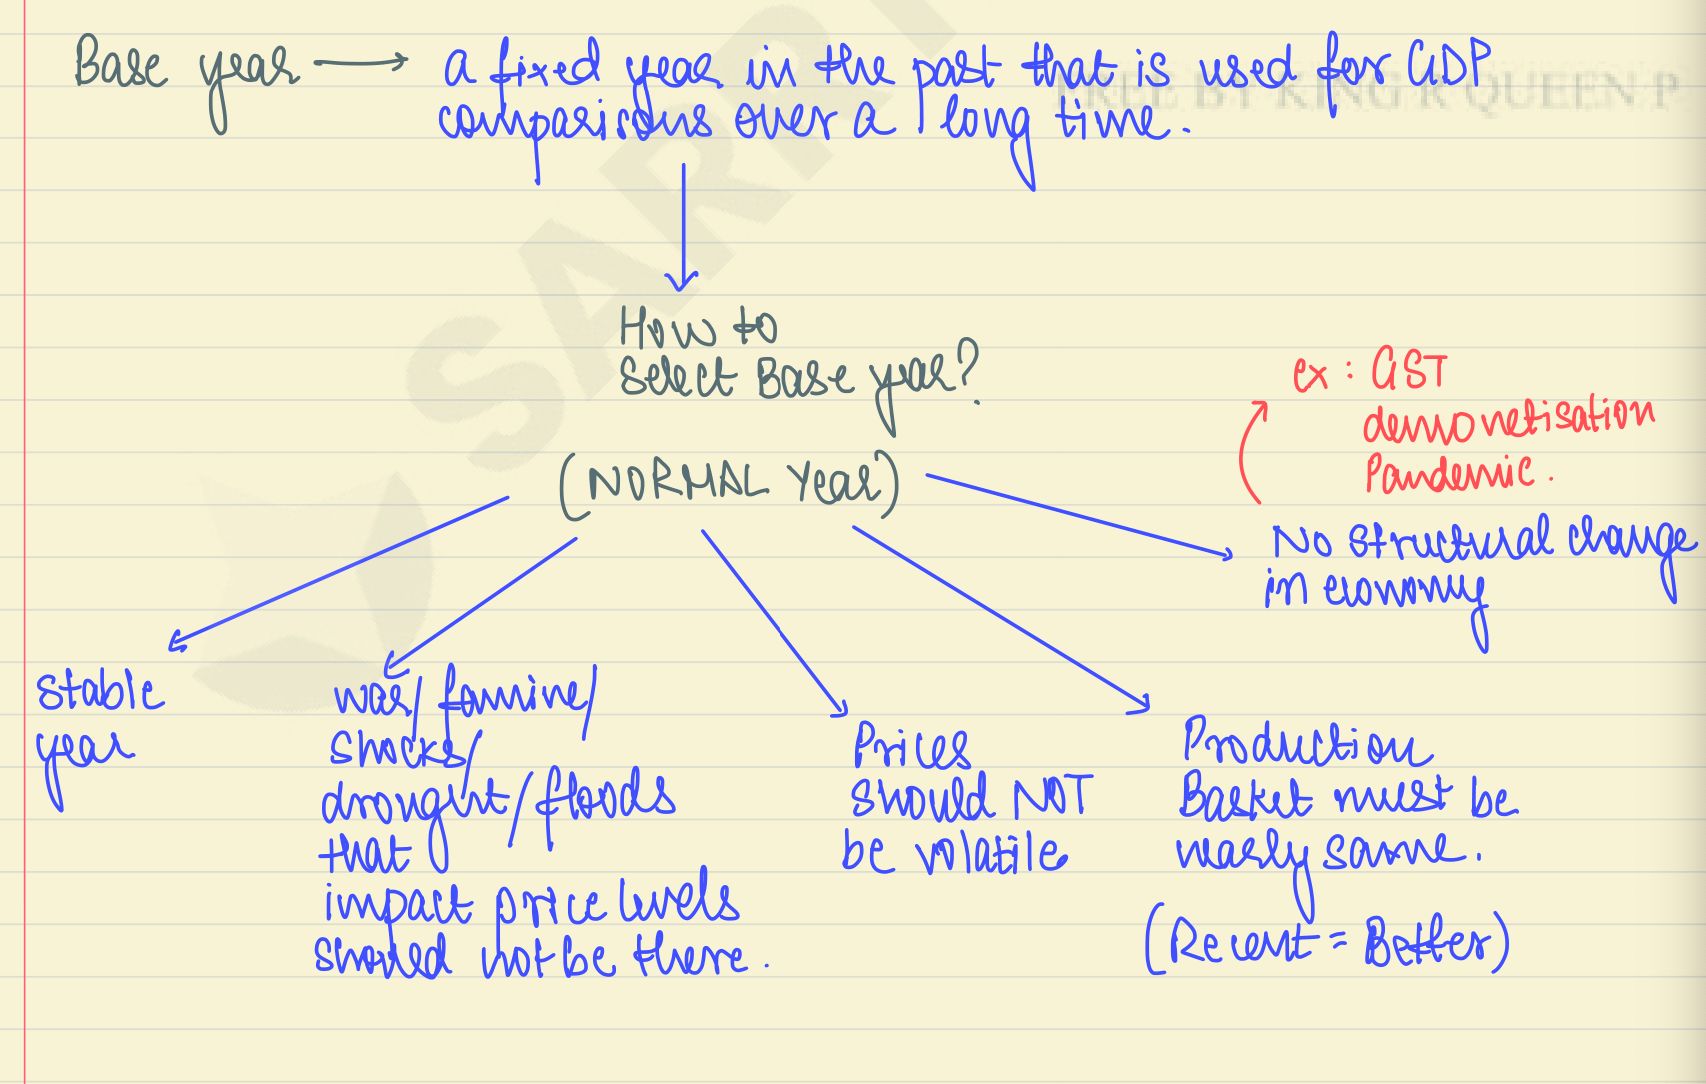 Base year → a fixed year in the past that is used for GDP
comparisons over a long time.
FREE BY KING R QUEEN P
SAR
How to
select Base year?
(NORMAL Year)
ex : GST
demonetisation
Pandemic.
No structural change
in economy
stable
year
war/famine/
shocks/
drought/floods
that
impact price levels
should not be there.
Prices
should NOT
be volatile
Production
Basket must be
nearly same.
(Recent = Better)